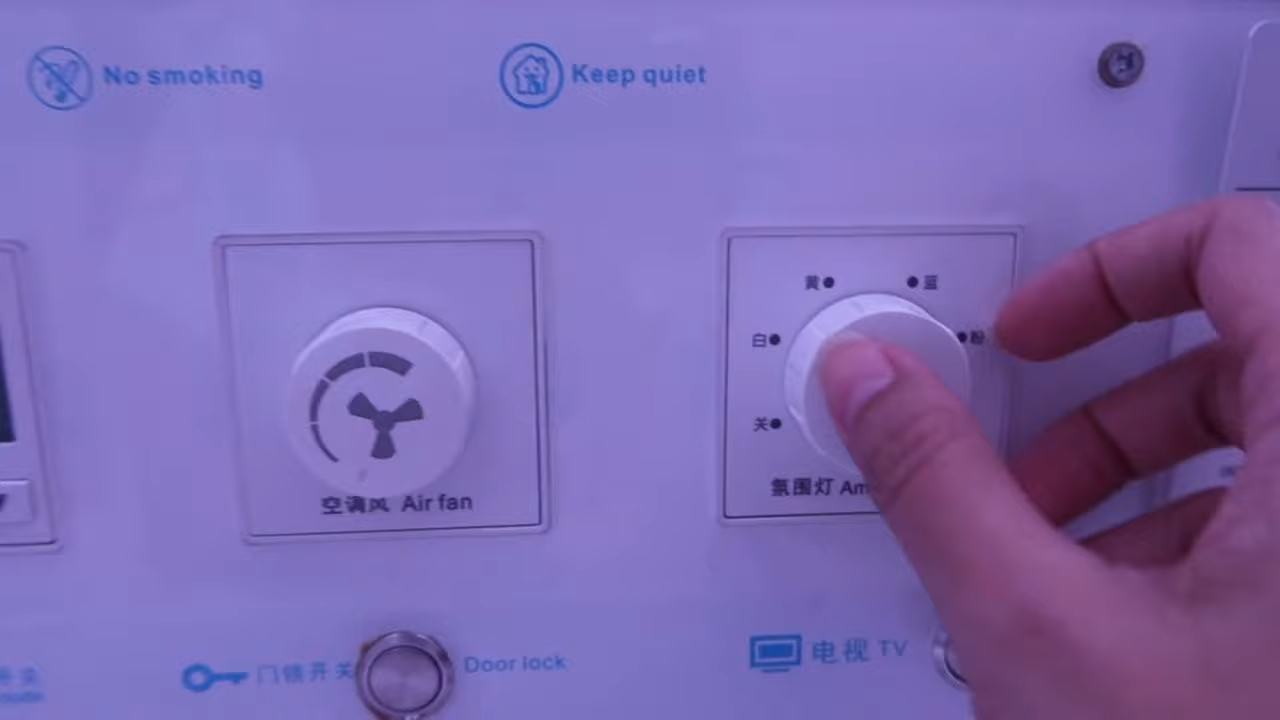 No smoking
Keep quiet
黄
蓝
白
粉
关
空调风 Air fan
氛围灯 Am
门锁开关
Door lock
电视 TV